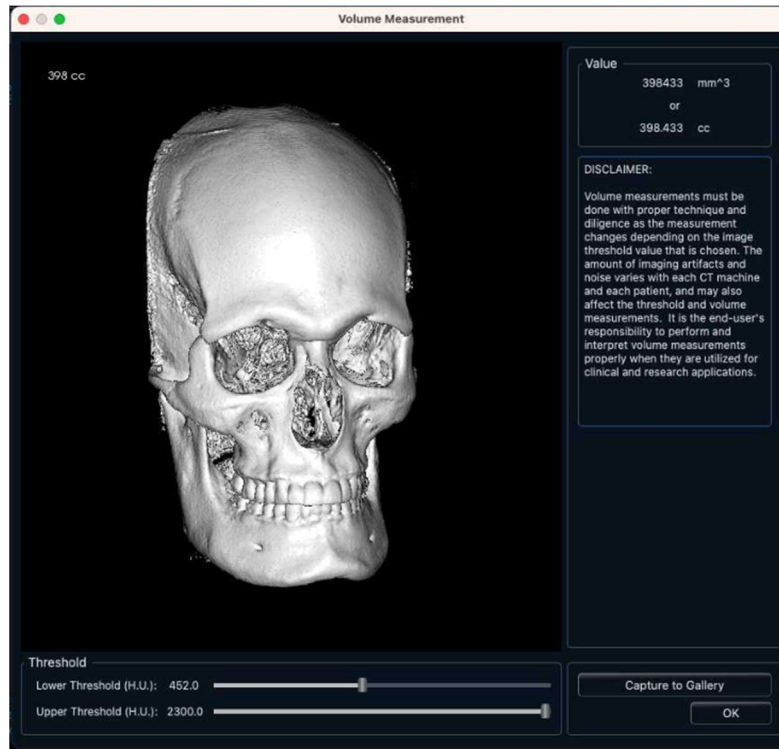 Volume Measurement
398 cc
Value
398433 mm^3
or
398.433 cc
DISCLAIMER:
Volume measurements must be
done with proper technique and
diligence as the measurement
changes depending on the image
threshold value that is chosen. The
amount of imaging artifacts and
noise varies with each CT machine
and each patient, and may also
affect the threshold and volume
measurements. It is the end-user's
responsibility to perform and
interpret volume measurements
properly when they are utilized for
clinical and research applications.
Threshold
Lower Threshold (H.U.): 452.0
Upper Threshold (H.U.): 2300.0
Capture to Gallery
OK